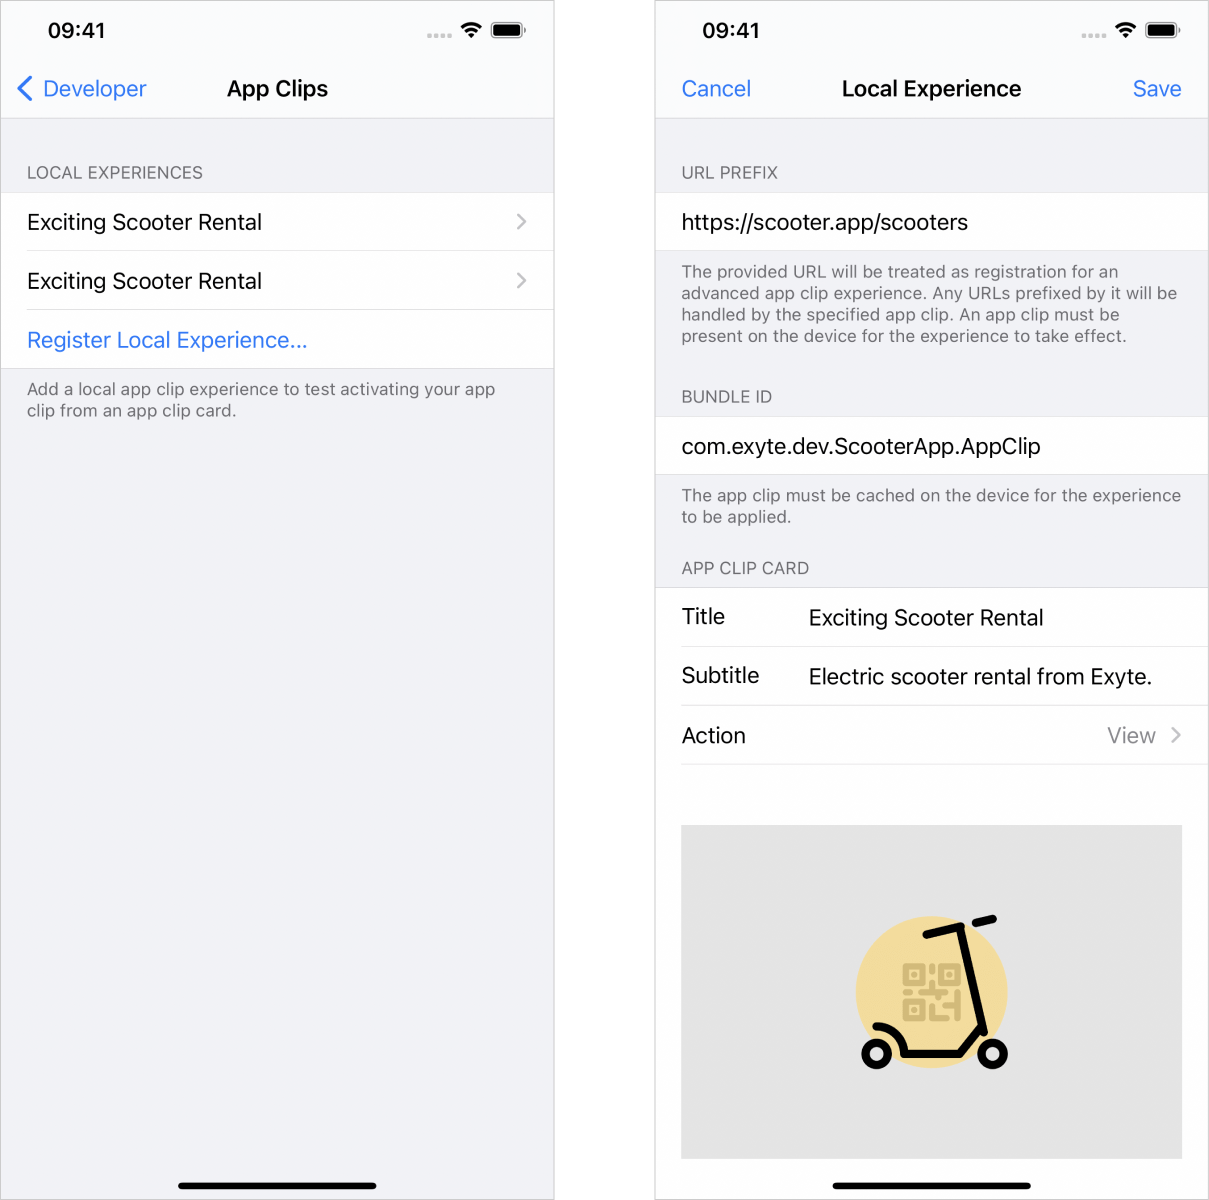 09:41
Developer
App Clips
LOCAL EXPERIENCES
Exciting Scooter Rental
Exciting Scooter Rental
Register Local Experience...
Add a local app clip experience to test activating your app
clip from an app clip card.
09:41
Cancel
Local Experience
Save
URL PREFIX
https://scooter.app/scooters
The provided URL will be treated as registration for an
advanced app clip experience. Any URLs prefixed by it will be
handled by the specified app clip. An app clip must be
present on the device for the experience to take effect.
BUNDLE ID
com.exyte.dev.ScooterApp.AppClip
The app clip must be cached on the device for the experience
to be applied.
APP CLIP CARD
Title Exciting Scooter Rental
Subtitle Electric scooter rental from Exyte.
Action View